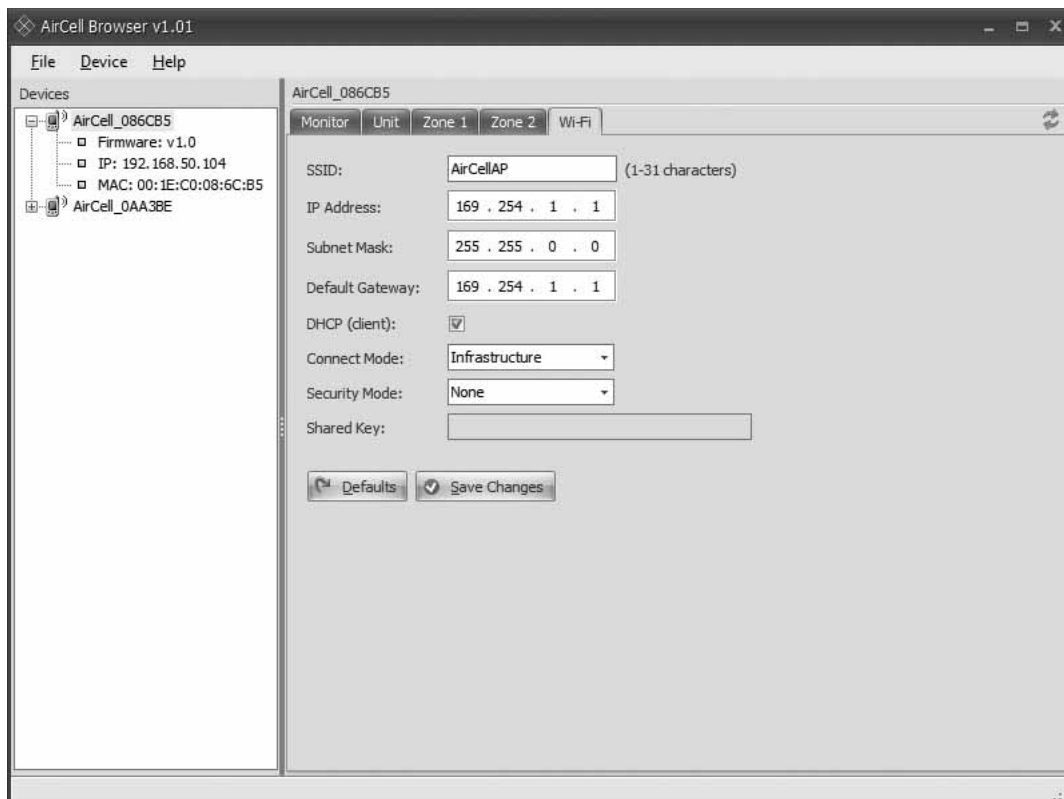 AirCell Browser v1.01
File Device Help
Devices
AirCell_086CB5
Firmware: v1.0
IP: 192.168.50.104
MAC: 00:1E:C0:08:6C:B5
AirCell_0AA3BE
AirCell_086CB5
Monitor Unit Zone 1 Zone 2 Wi-Fi
SSID: AirCellAP (1-31 characters)
IP Address: 169 . 254 . 1 . 1
Subnet Mask: 255 . 255 . 0 . 0
Default Gateway: 169 . 254 . 1 . 1
DHCP (client):
Connect Mode: Infrastructure
Security Mode: None
Shared Key:
Defaults Save Changes